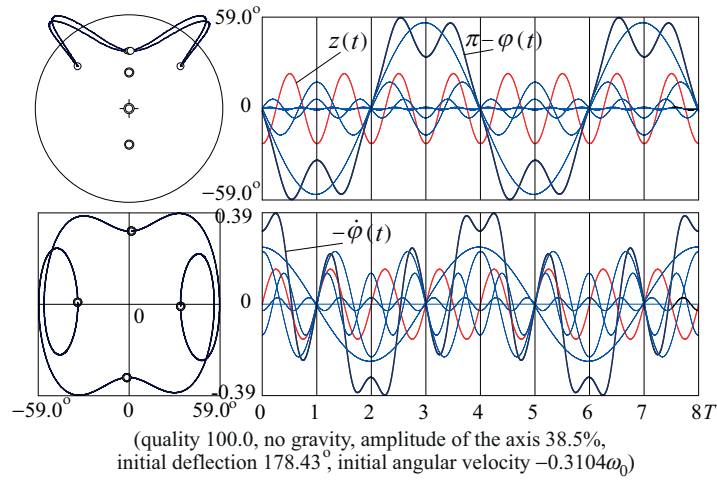 59.0°
z(t)
π−φ(t)
0
−59.0°
0.39
−φ̇(t)
0
0
-0.39
−59.0° 0 59.0° 0 1 2 3 4 5 6 7 8 T
(quality 100.0, no gravity, amplitude of the axis 38.5%,
initial deflection 178.43°, initial angular velocity −0.3104ω₀)